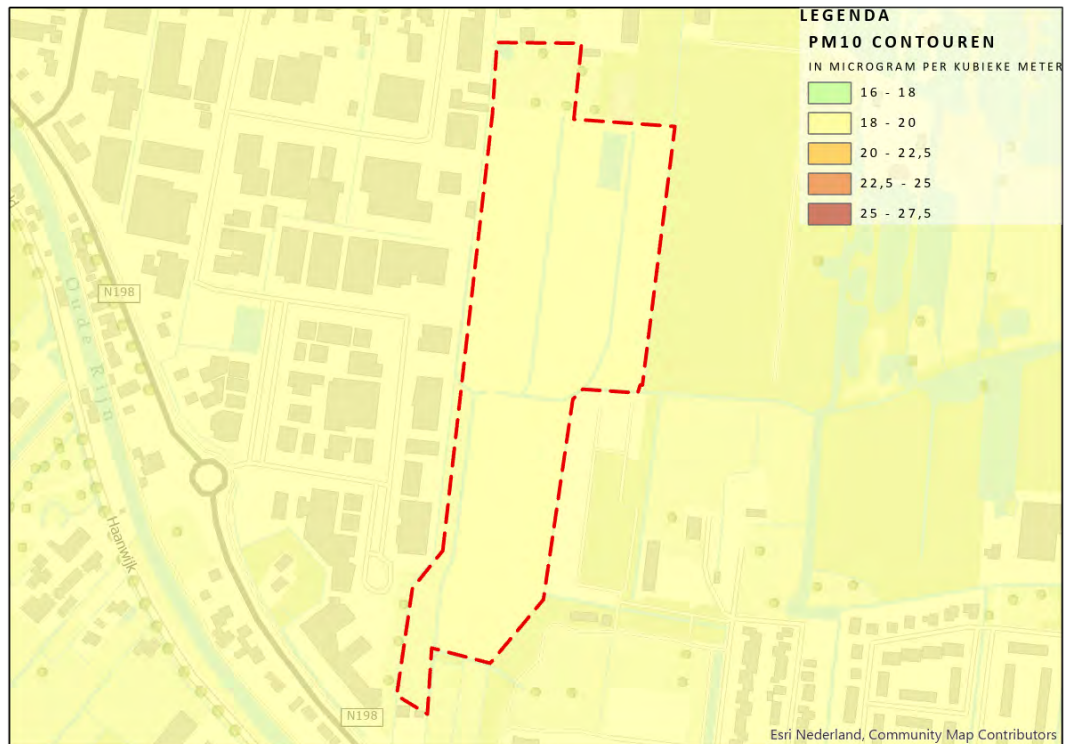 LEGENDA
PM10 CONTOUREN
IN MICROGRAM PER KUBIEKE METER
16 - 18
18 - 20
20 - 22,5
22,5 - 25
25 - 27,5
N198
Oude Rijn
Haanwijk
N198
Esri Nederland, Community Map Contributors